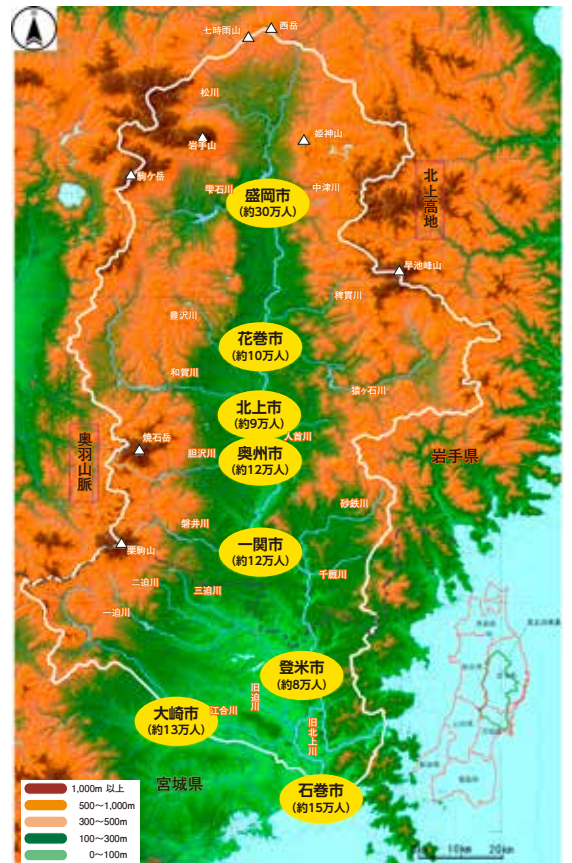 七時雨山
西岳
松川
岩手山
姫神山
駒ケ岳
雫石川
中津川
盛岡市
(約30万人)
北上高地
早池峰山
稗貫川
豊沢川
花巻市
(約10万人)
和賀川
猿ヶ石川
北上市
(約9万人)
人首川
焼石岳
奥羽山脈
胆沢川
奥州市
(約12万人)
岩手県
砂鉄川
磐井川
一関市
(約12万人)
栗駒山
千厩川
二迫川
三迫川
一迫川
登米市
(約8万人)
旧迫川
大崎市
(約13万人)
江合川
旧北上川
宮城県
石巻市
(約15万人)
1,000m 以上
500～1,000m
300～500m
100～300m
0～100m
10km
20km